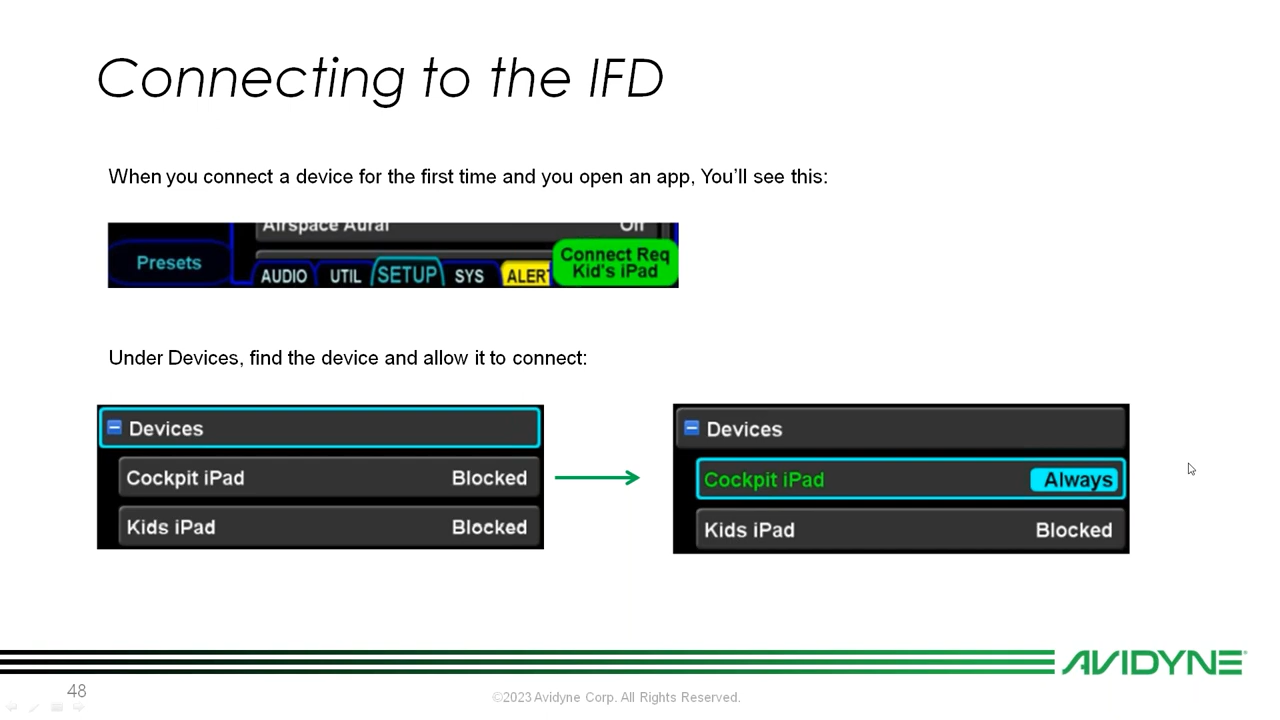 Connecting to the IFD
When you connect a device for the first time and you open an app, You'll see this:
Airspace Aural Off
Presets
AUDIO UTIL SETUP SYS ALERT
Connect Req
Kid's iPad
Under Devices, find the device and allow it to connect:
Devices
Cockpit iPad Blocked
Kids iPad Blocked
Devices
Cockpit iPad Always
Kids iPad Blocked
AVIDYNE
48
©2023 Avidyne Corp. All Rights Reserved.